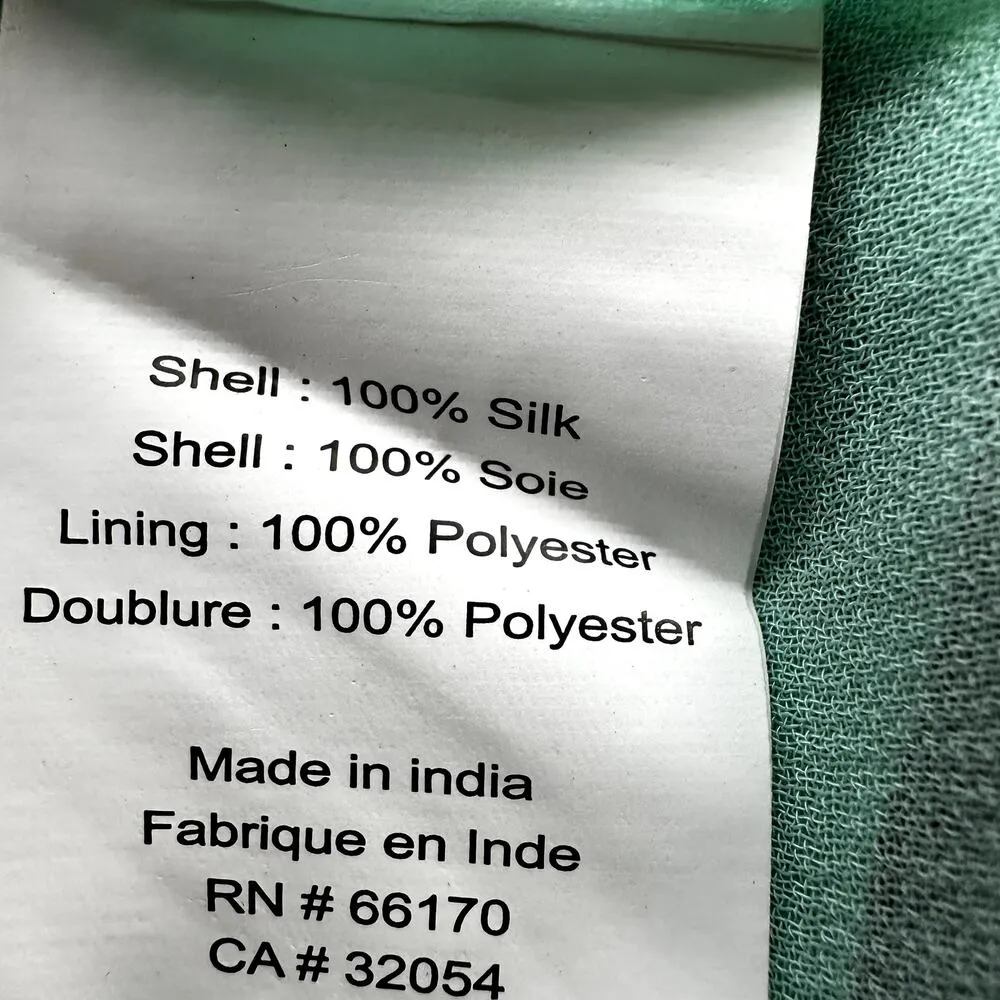 Shell : 100% Silk
Shell : 100% Soie
Lining : 100% Polyester
Doublure : 100% Polyester
Made in india
Fabrique en Inde
RN # 66170
CA # 32054